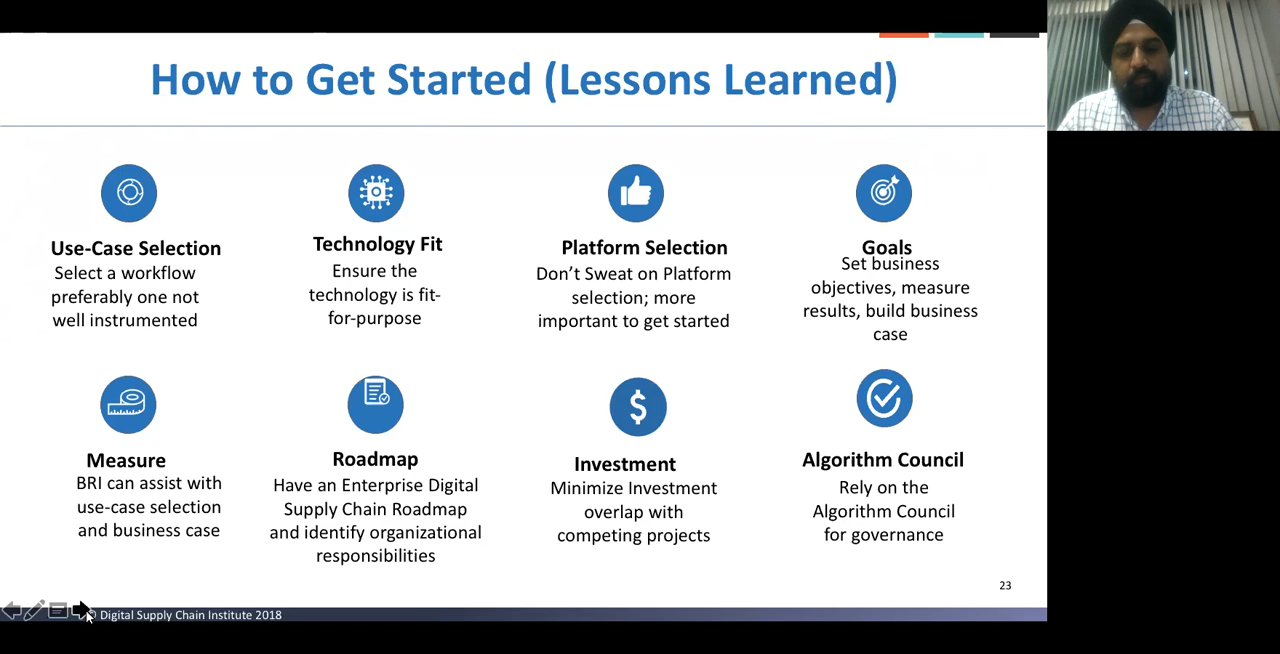 How to Get Started (Lessons Learned)
Use-Case Selection
Select a workflow
preferably one not
well instrumented
Technology Fit
Ensure the
technology is fit-
for-purpose
Platform Selection
Don’t Sweat on Platform
selection; more
important to get started
Goals
Set business
objectives, measure
results, build business
case
Measure
BRI can assist with
use-case selection
and business case
Roadmap
Have an Enterprise Digital
Supply Chain Roadmap
and identify organizational
responsibilities
$
Investment
Minimize Investment
overlap with
competing projects
Algorithm Council
Rely on the
Algorithm Council
for governance
23
© Digital Supply Chain Institute 2018